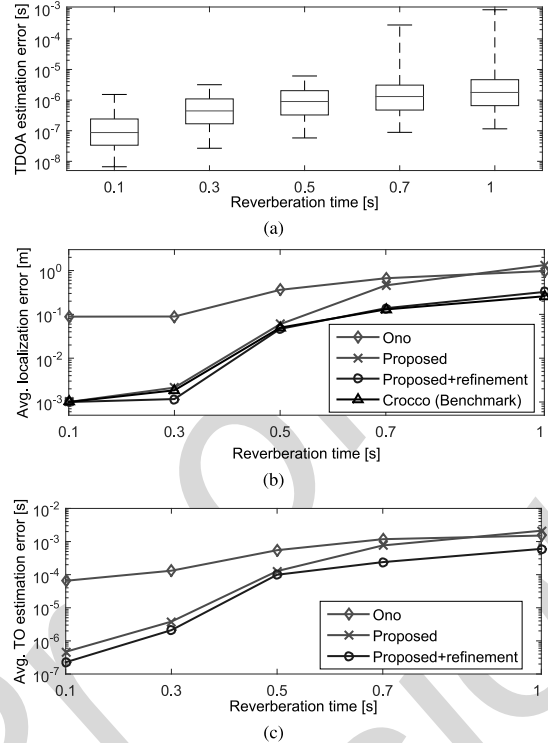 TDOA estimation error [s]
10^-3
10^-4
10^-5
10^-6
10^-7
10^-8
0.1 0.3 0.5 0.7 1
Reverberation time [s]
(a)
Avg. localization error [m]
10^0
10^-1
10^-2
10^-3
Ono
Proposed
Proposed+refinement
Crocco (Benchmark)
0.1 0.3 0.5 0.7 1
Reverberation time [s]
(b)
Avg. TO estimation error [s]
10^-2
10^-3
10^-4
10^-5
10^-6
10^-7
Ono
Proposed
Proposed+refinement
0.1 0.3 0.5 0.7 1
Reverberation time [s]
(c)